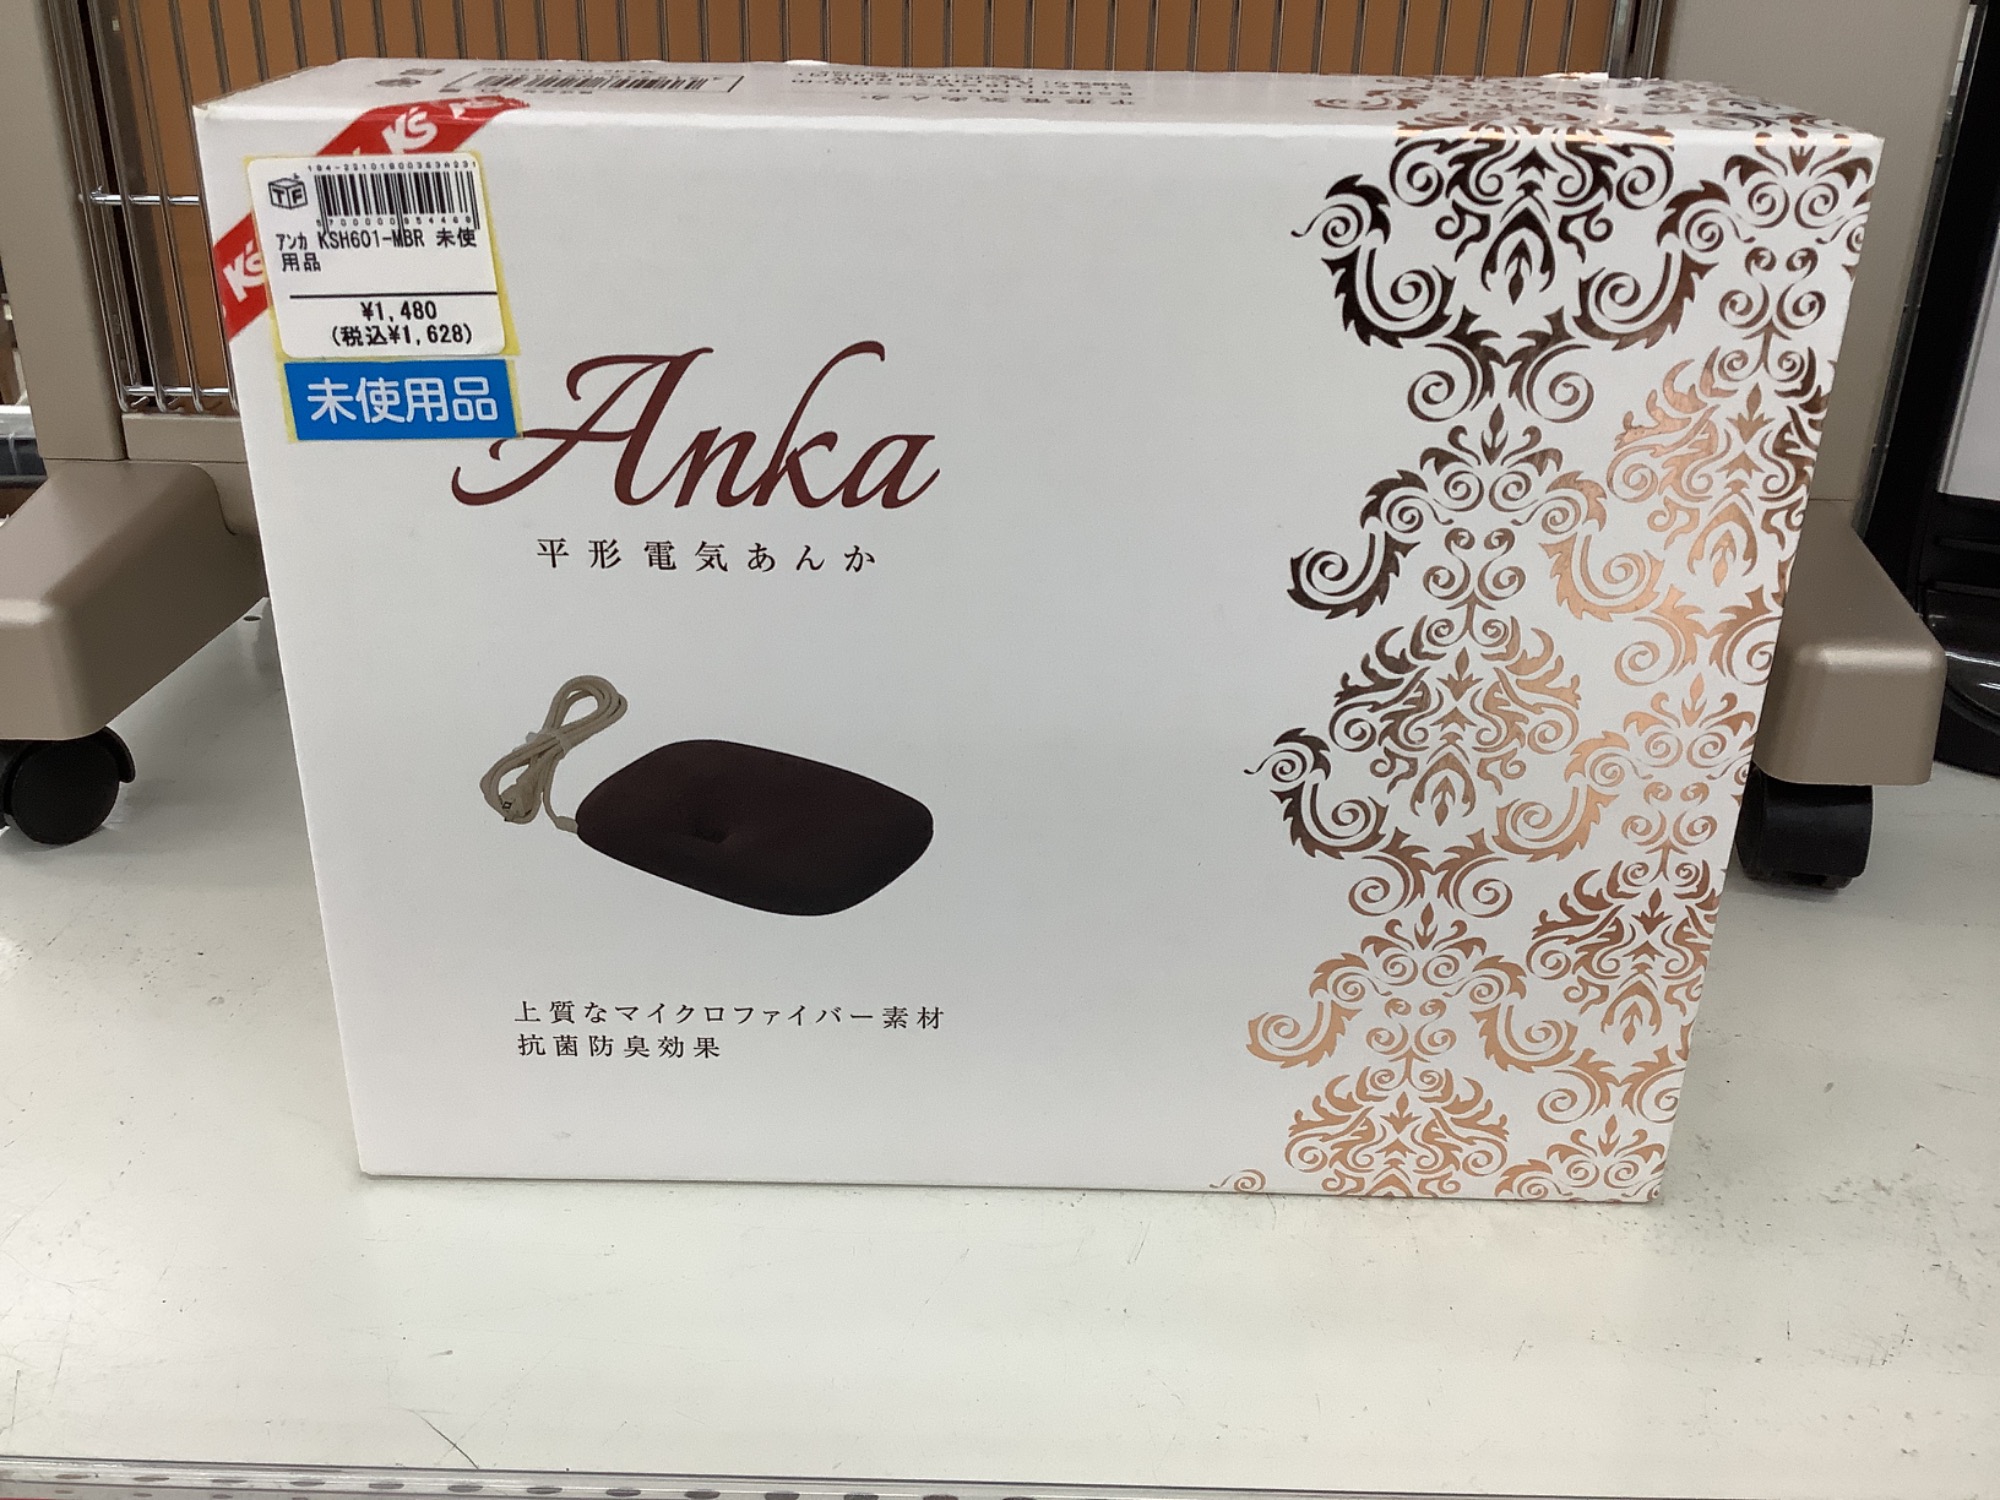 K's
K's
TF
アンカ KSH601-MBR 未使
用品
¥1,480
(税込¥1,628)
未使用品
Anka
平形電気あんか
上質なマイクロファイバー素材
抗菌防臭効果